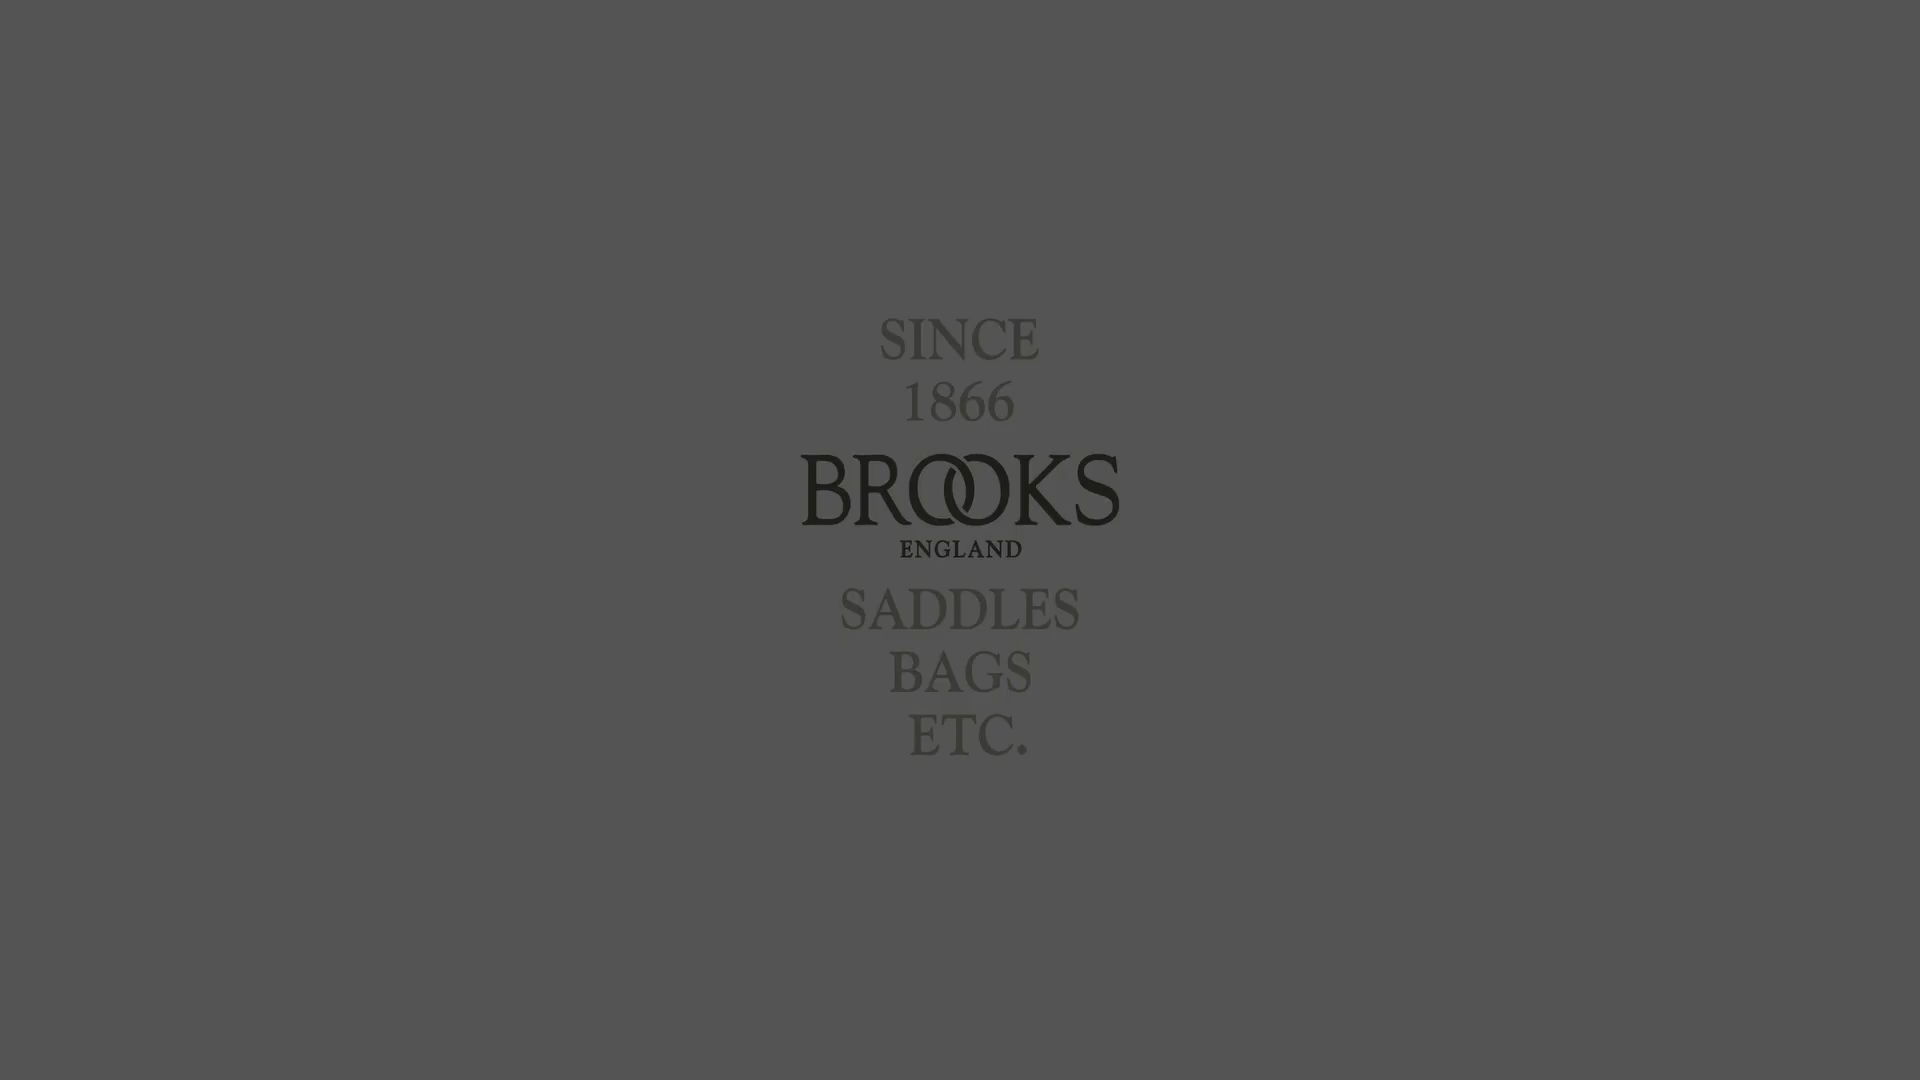 SINCE
1866
BROOKS
ENGLAND
SADDLES
BAGS
ETC.